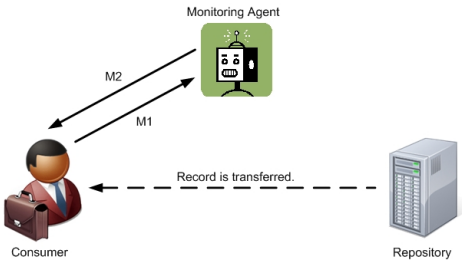 Monitoring Agent
M2
M1
Record is transferred.
Consumer
Repository